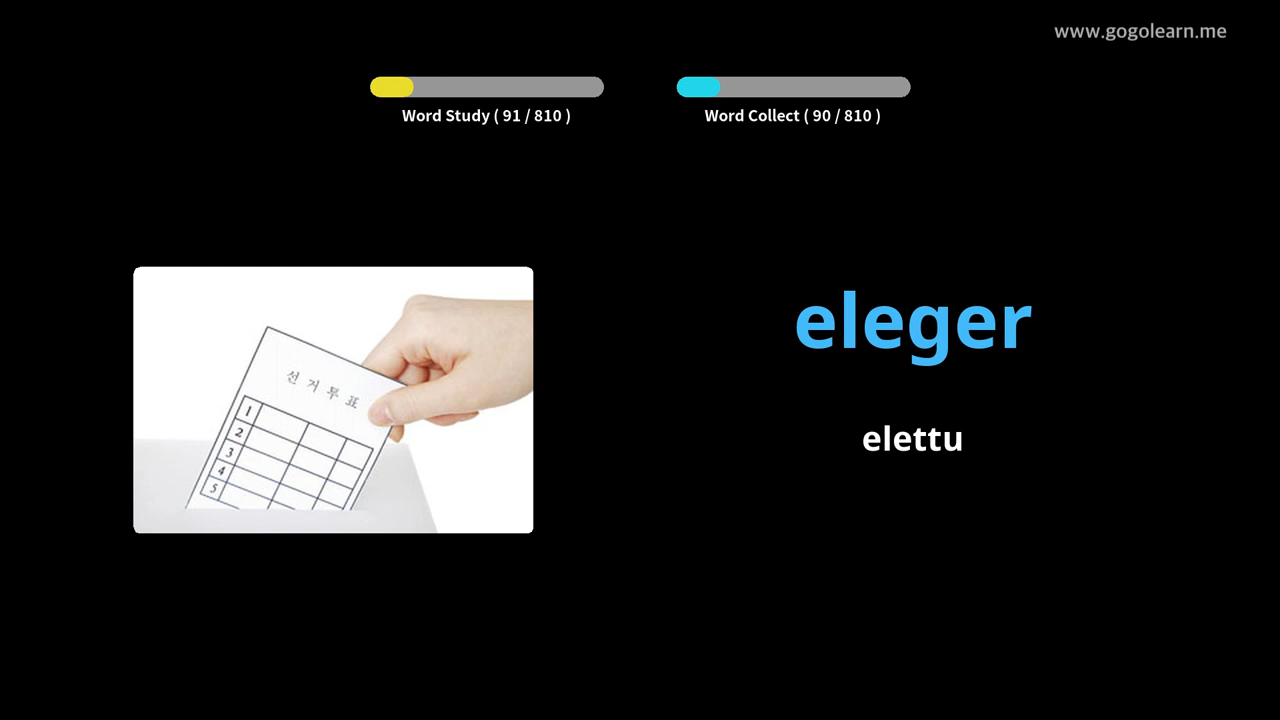 www.gogolearn.me
Word Study ( 91 / 810 )
Word Collect ( 90 / 810 )
선거투표
1
2
3
4
5
eleger
elettu